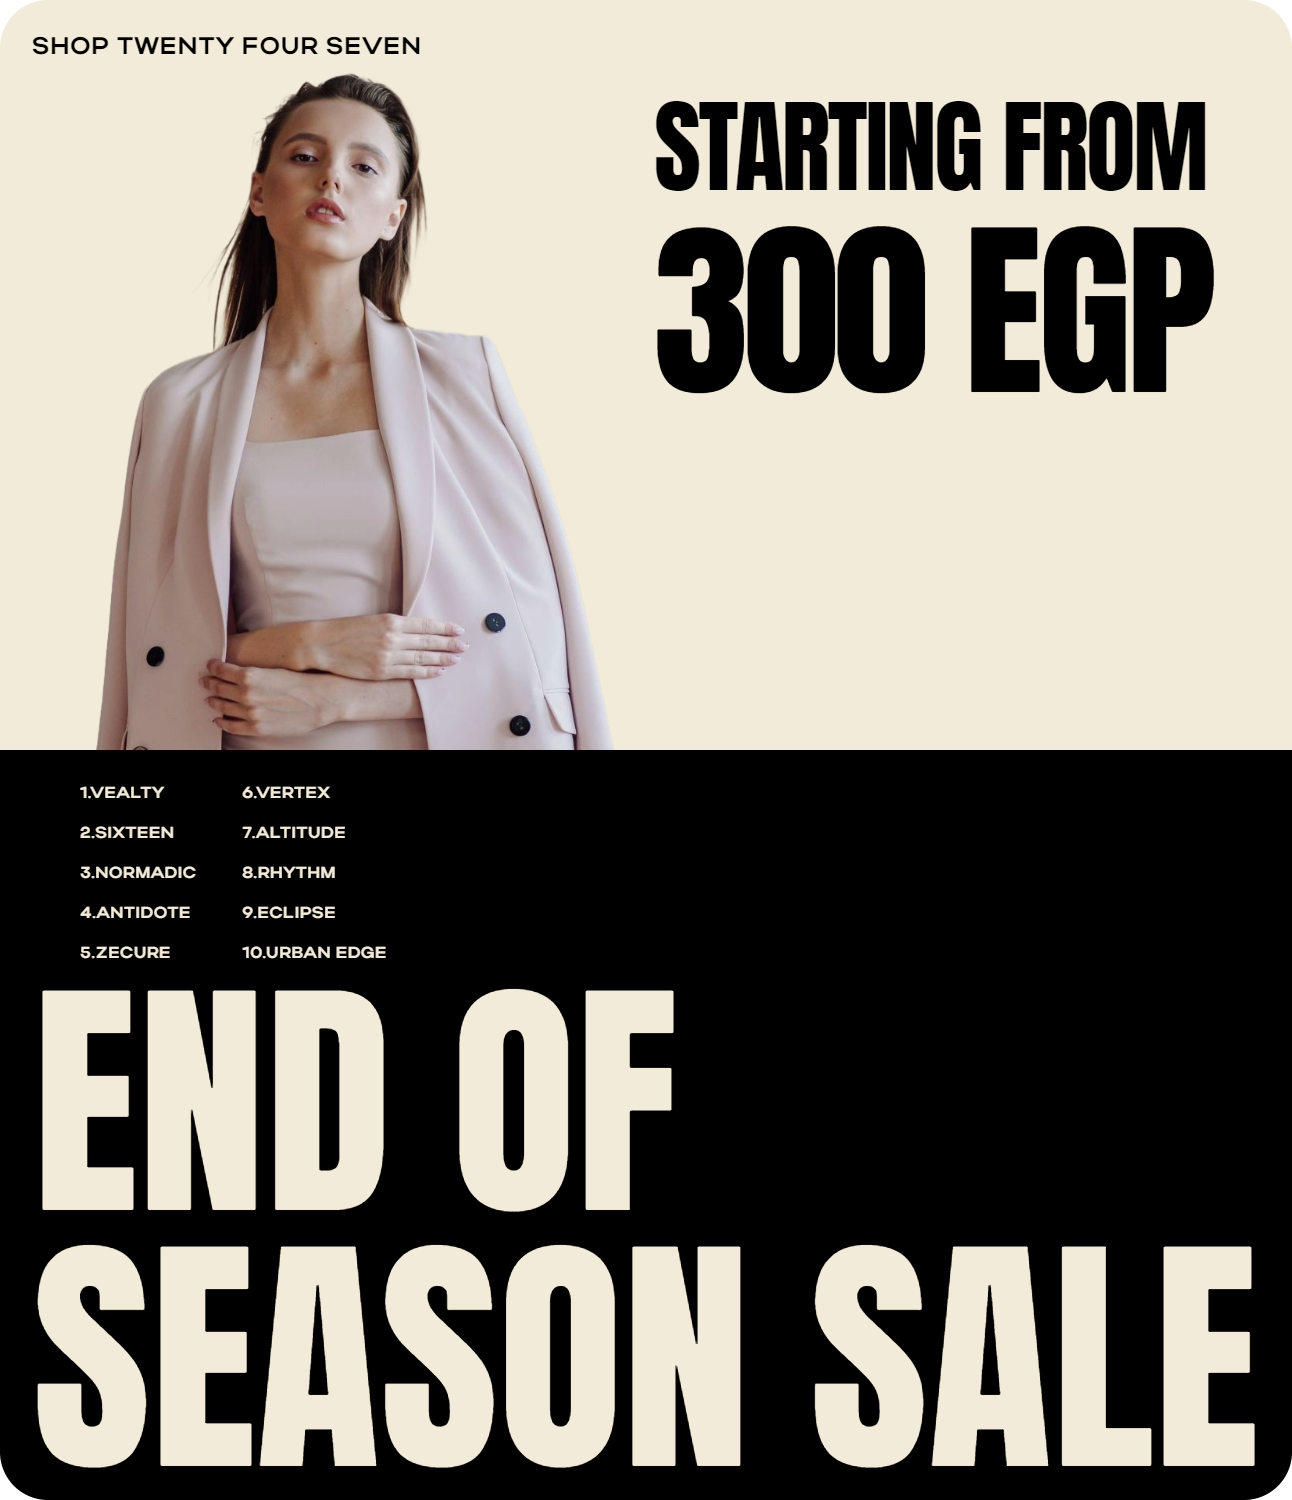 SHOP TWENTY FOUR SEVEN
STARTING FROM
300 EGP
1.VEALTY
2.SIXTEEN
3.NORMADIC
4.ANTIDOTE
5.ZECURE
6.VERTEX
7.ALTITUDE
8.RHYTHM
9.ECLIPSE
10.URBAN EDGE
END OF
SEASON SALE